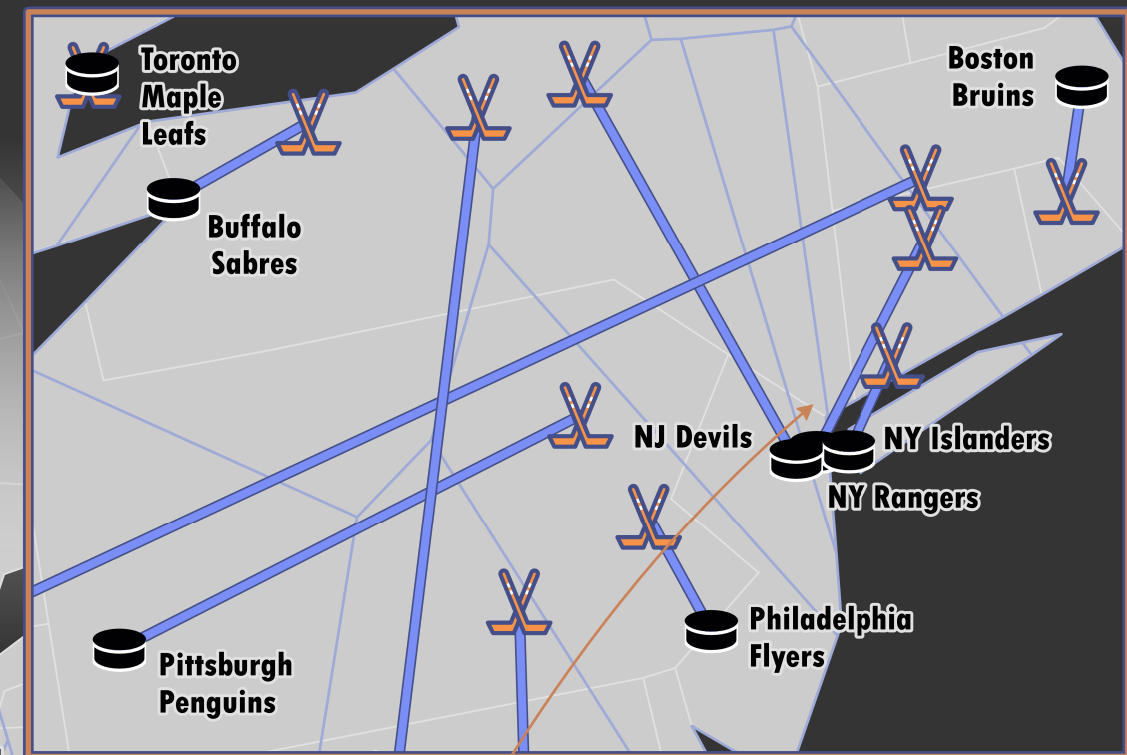 Toronto
Maple
Leafs
Boston
Bruins
Buffalo
Sabres
NJ Devils
NY Islanders
NY Rangers
Philadelphia
Flyers
Pittsburgh
Penguins